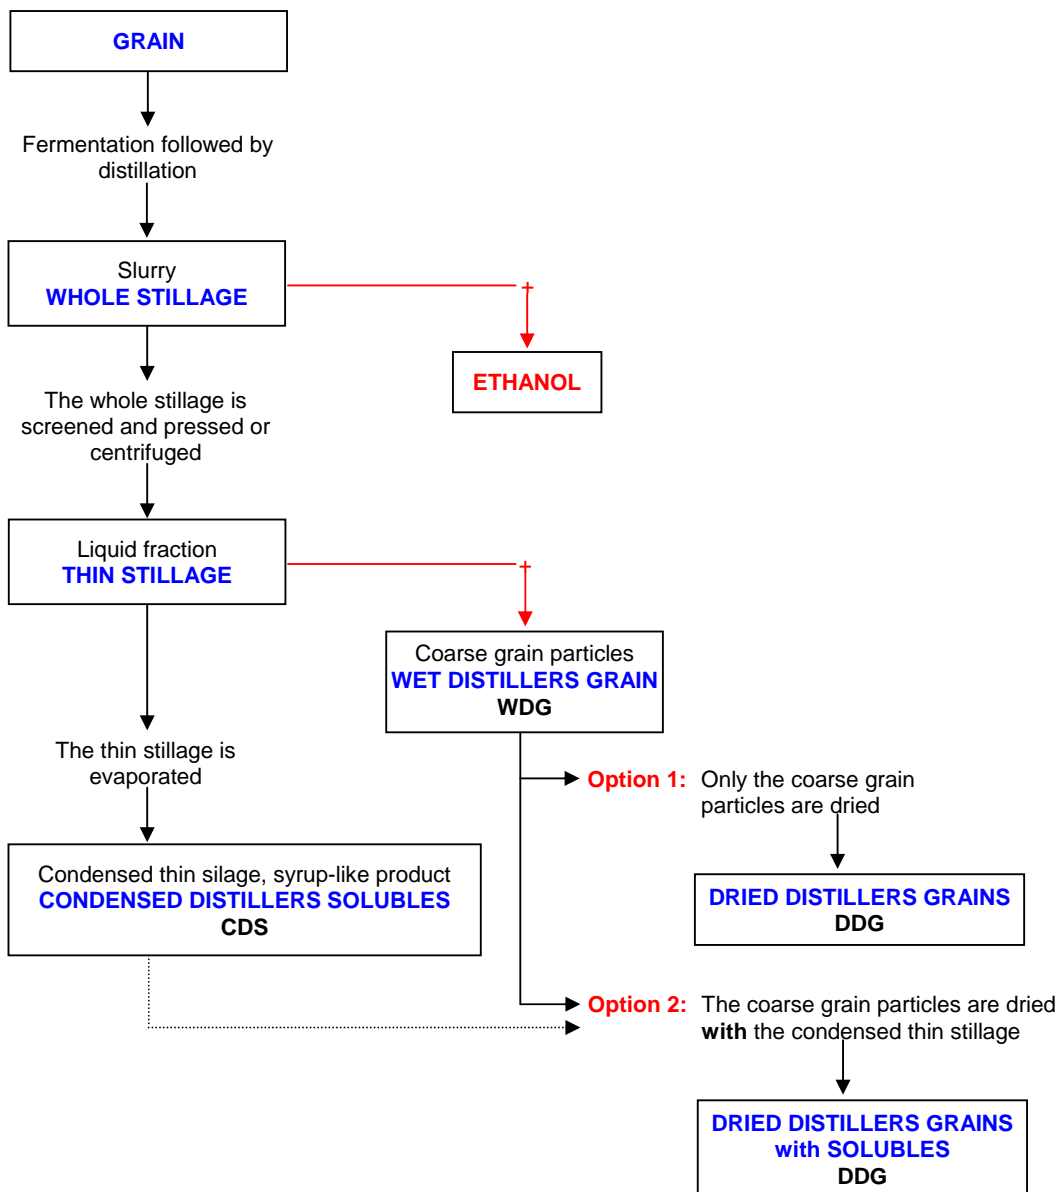 GRAIN
Fermentation followed by
distillation
Slurry
WHOLE STILLAGE
+
ETHANOL
The whole stillage is
screened and pressed or
centrifuged
Liquid fraction
THIN STILLAGE
+
Coarse grain particles
WET DISTILLERS GRAIN
WDG
The thin stillage is
evaporated
Option 1: Only the coarse grain
particles are dried
Condensed thin silage, syrup-like product
CONDENSED DISTILLERS SOLUBLES
CDS
DRIED DISTILLERS GRAINS
DDG
Option 2: The coarse grain particles are dried
with the condensed thin stillage
DRIED DISTILLERS GRAINS
with SOLUBLES
DDG